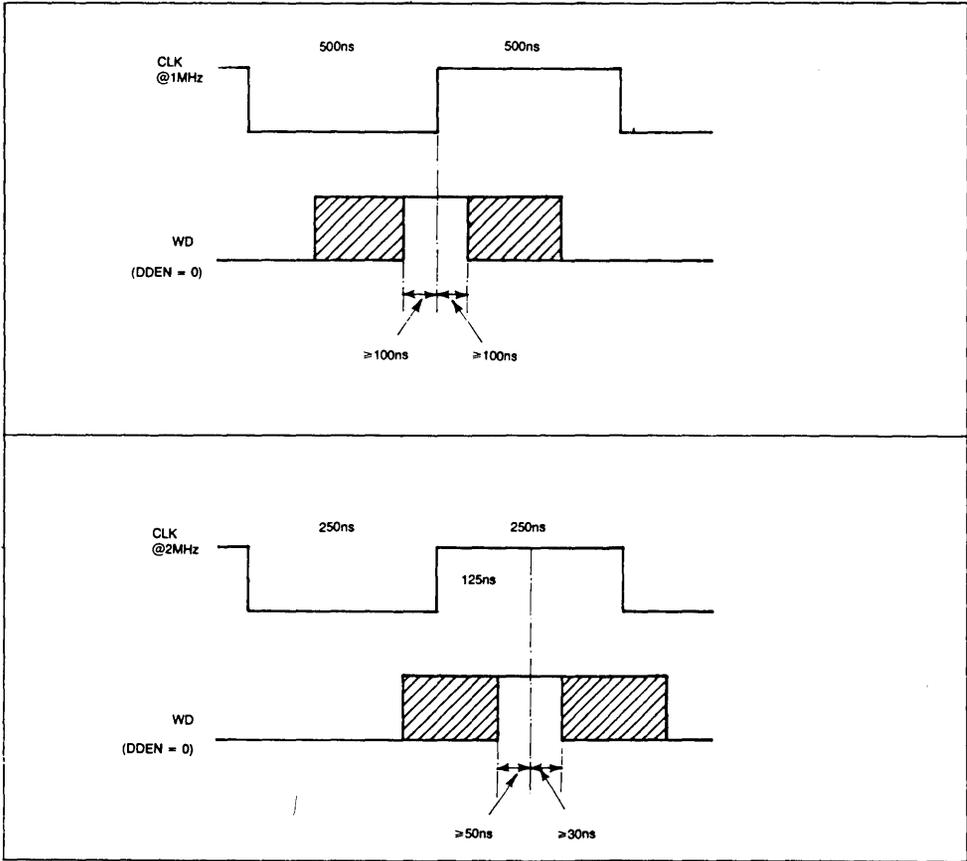 500ns 500ns
CLK
@1MHz
WD
(DDEN = 0)
≥100ns ≥100ns
250ns 250ns
CLK
@2MHz
125ns
WD
(DDEN = 0)
≥50ns ≥30ns